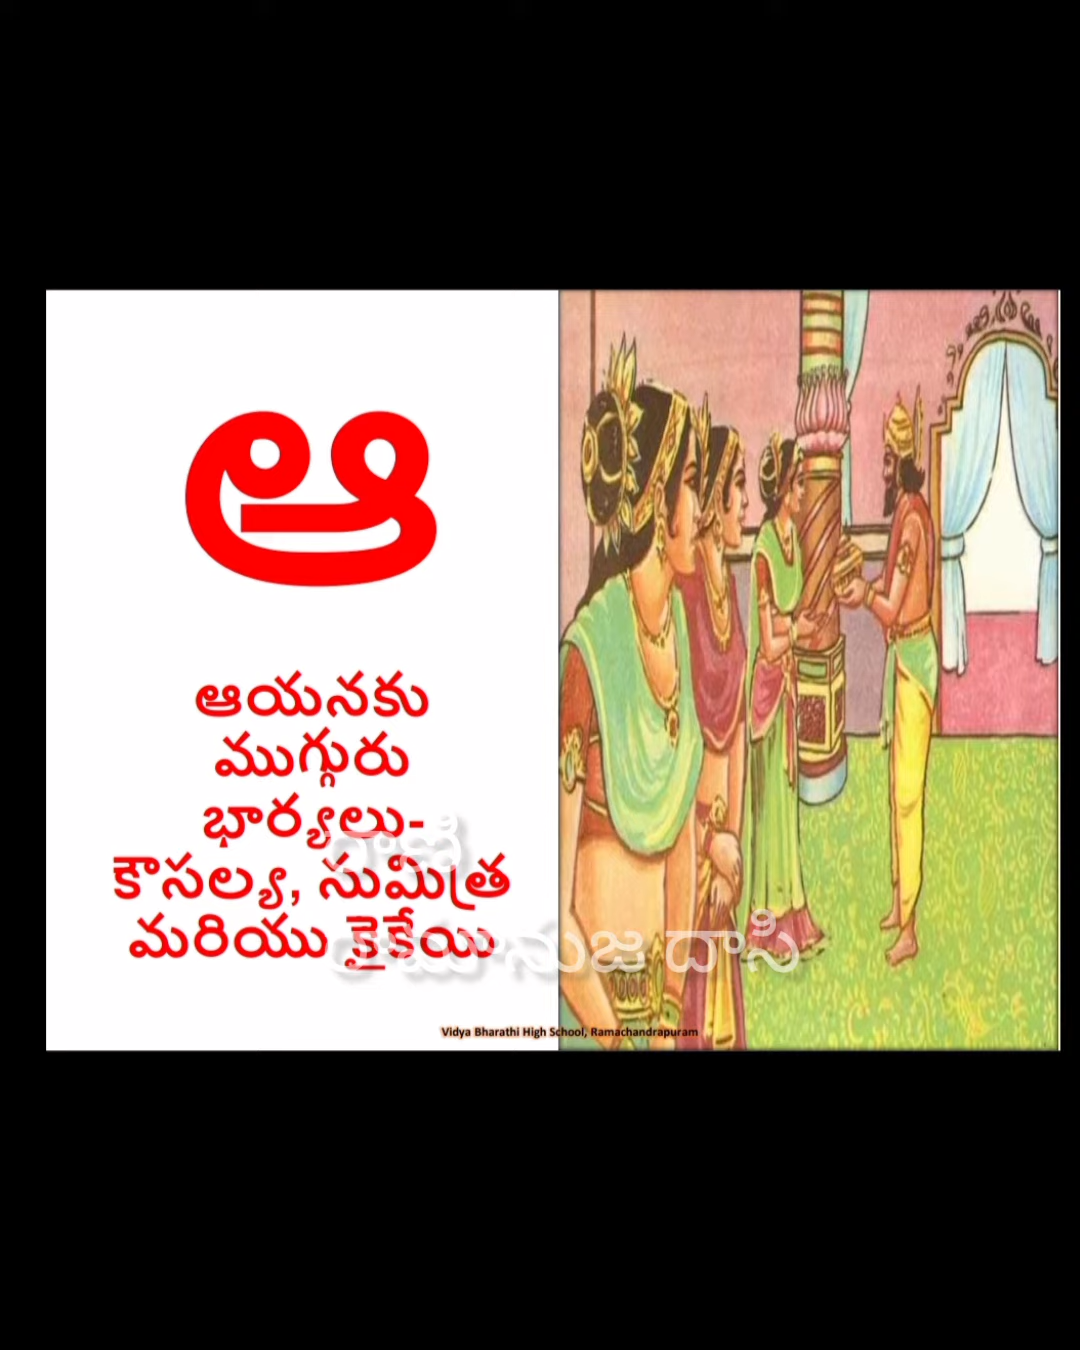 ఆ
ఆయనకు
ముగ్గురు
భార్యలు-
కౌసల్య, సుమిత్ర
మరియు కైకేయి
రాణి
రామానుజ దాసి
Vidya Bharathi High School, Ramachandrapuram